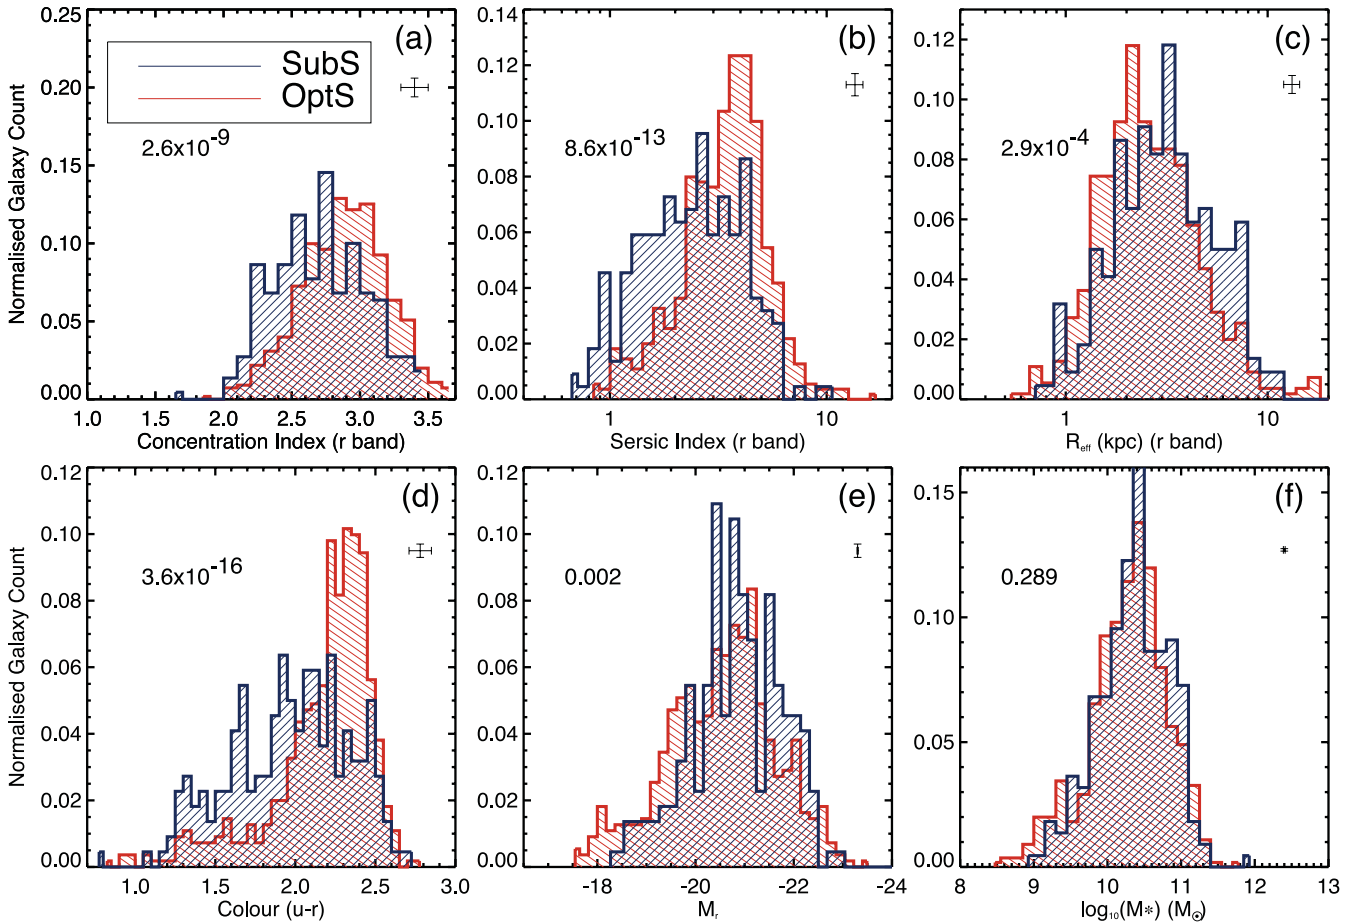 0.25
0.20
0.15
0.10
0.05
0.00
Normalised Galaxy Count
SubS
OptS
(a)
2.6x10⁻⁹
1.0 1.5 2.0 2.5 3.0 3.5
Concentration Index (r band)
0.14
0.12
0.10
0.08
0.06
0.04
0.02
0.00
(b)
8.6x10⁻¹³
1 10
Sersic Index (r band)
0.12
0.10
0.08
0.06
0.04
0.02
0.00
(c)
2.9x10⁻⁴
1 10
R_eff (kpc) (r band)
0.12
0.10
0.08
0.06
0.04
0.02
0.00
Normalised Galaxy Count
(d)
3.6x10⁻¹⁶
1.0 1.5 2.0 2.5 3.0
Colour (u-r)
0.12
0.10
0.08
0.06
0.04
0.02
0.00
(e)
0.002
-18 -20 -22 -24
M_r
0.15
0.10
0.05
0.00
(f)
0.289
8 9 10 11 12 13
log₁₀(M*) (M_⊙)